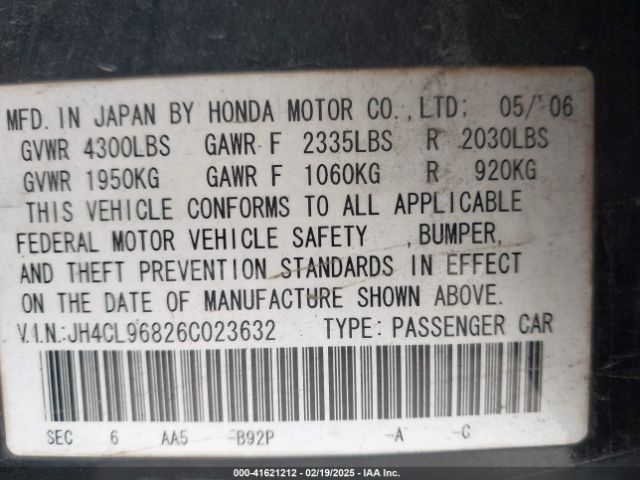 MFD. IN JAPAN BY HONDA MOTOR CO.,LTD; 05/'06
GVWR 4300LBS GAWR F 2335LBS R 2030LBS
GVWR 1950KG GAWR F 1060KG R 920KG
THIS VEHICLE CONFORMS TO ALL APPLICABLE
FEDERAL MOTOR VEHICLE SAFETY ,BUMPER,
AND THEFT PREVENTION STANDARDS IN EFFECT
ON THE DATE OF MANUFACTURE SHOWN ABOVE.
V.I.N:JH4CL96826C023632 TYPE: PASSENGER CAR
SEC 6 AA5 -B92P -A -C
000-41621212 - 02/19/2025 - IAA Inc.